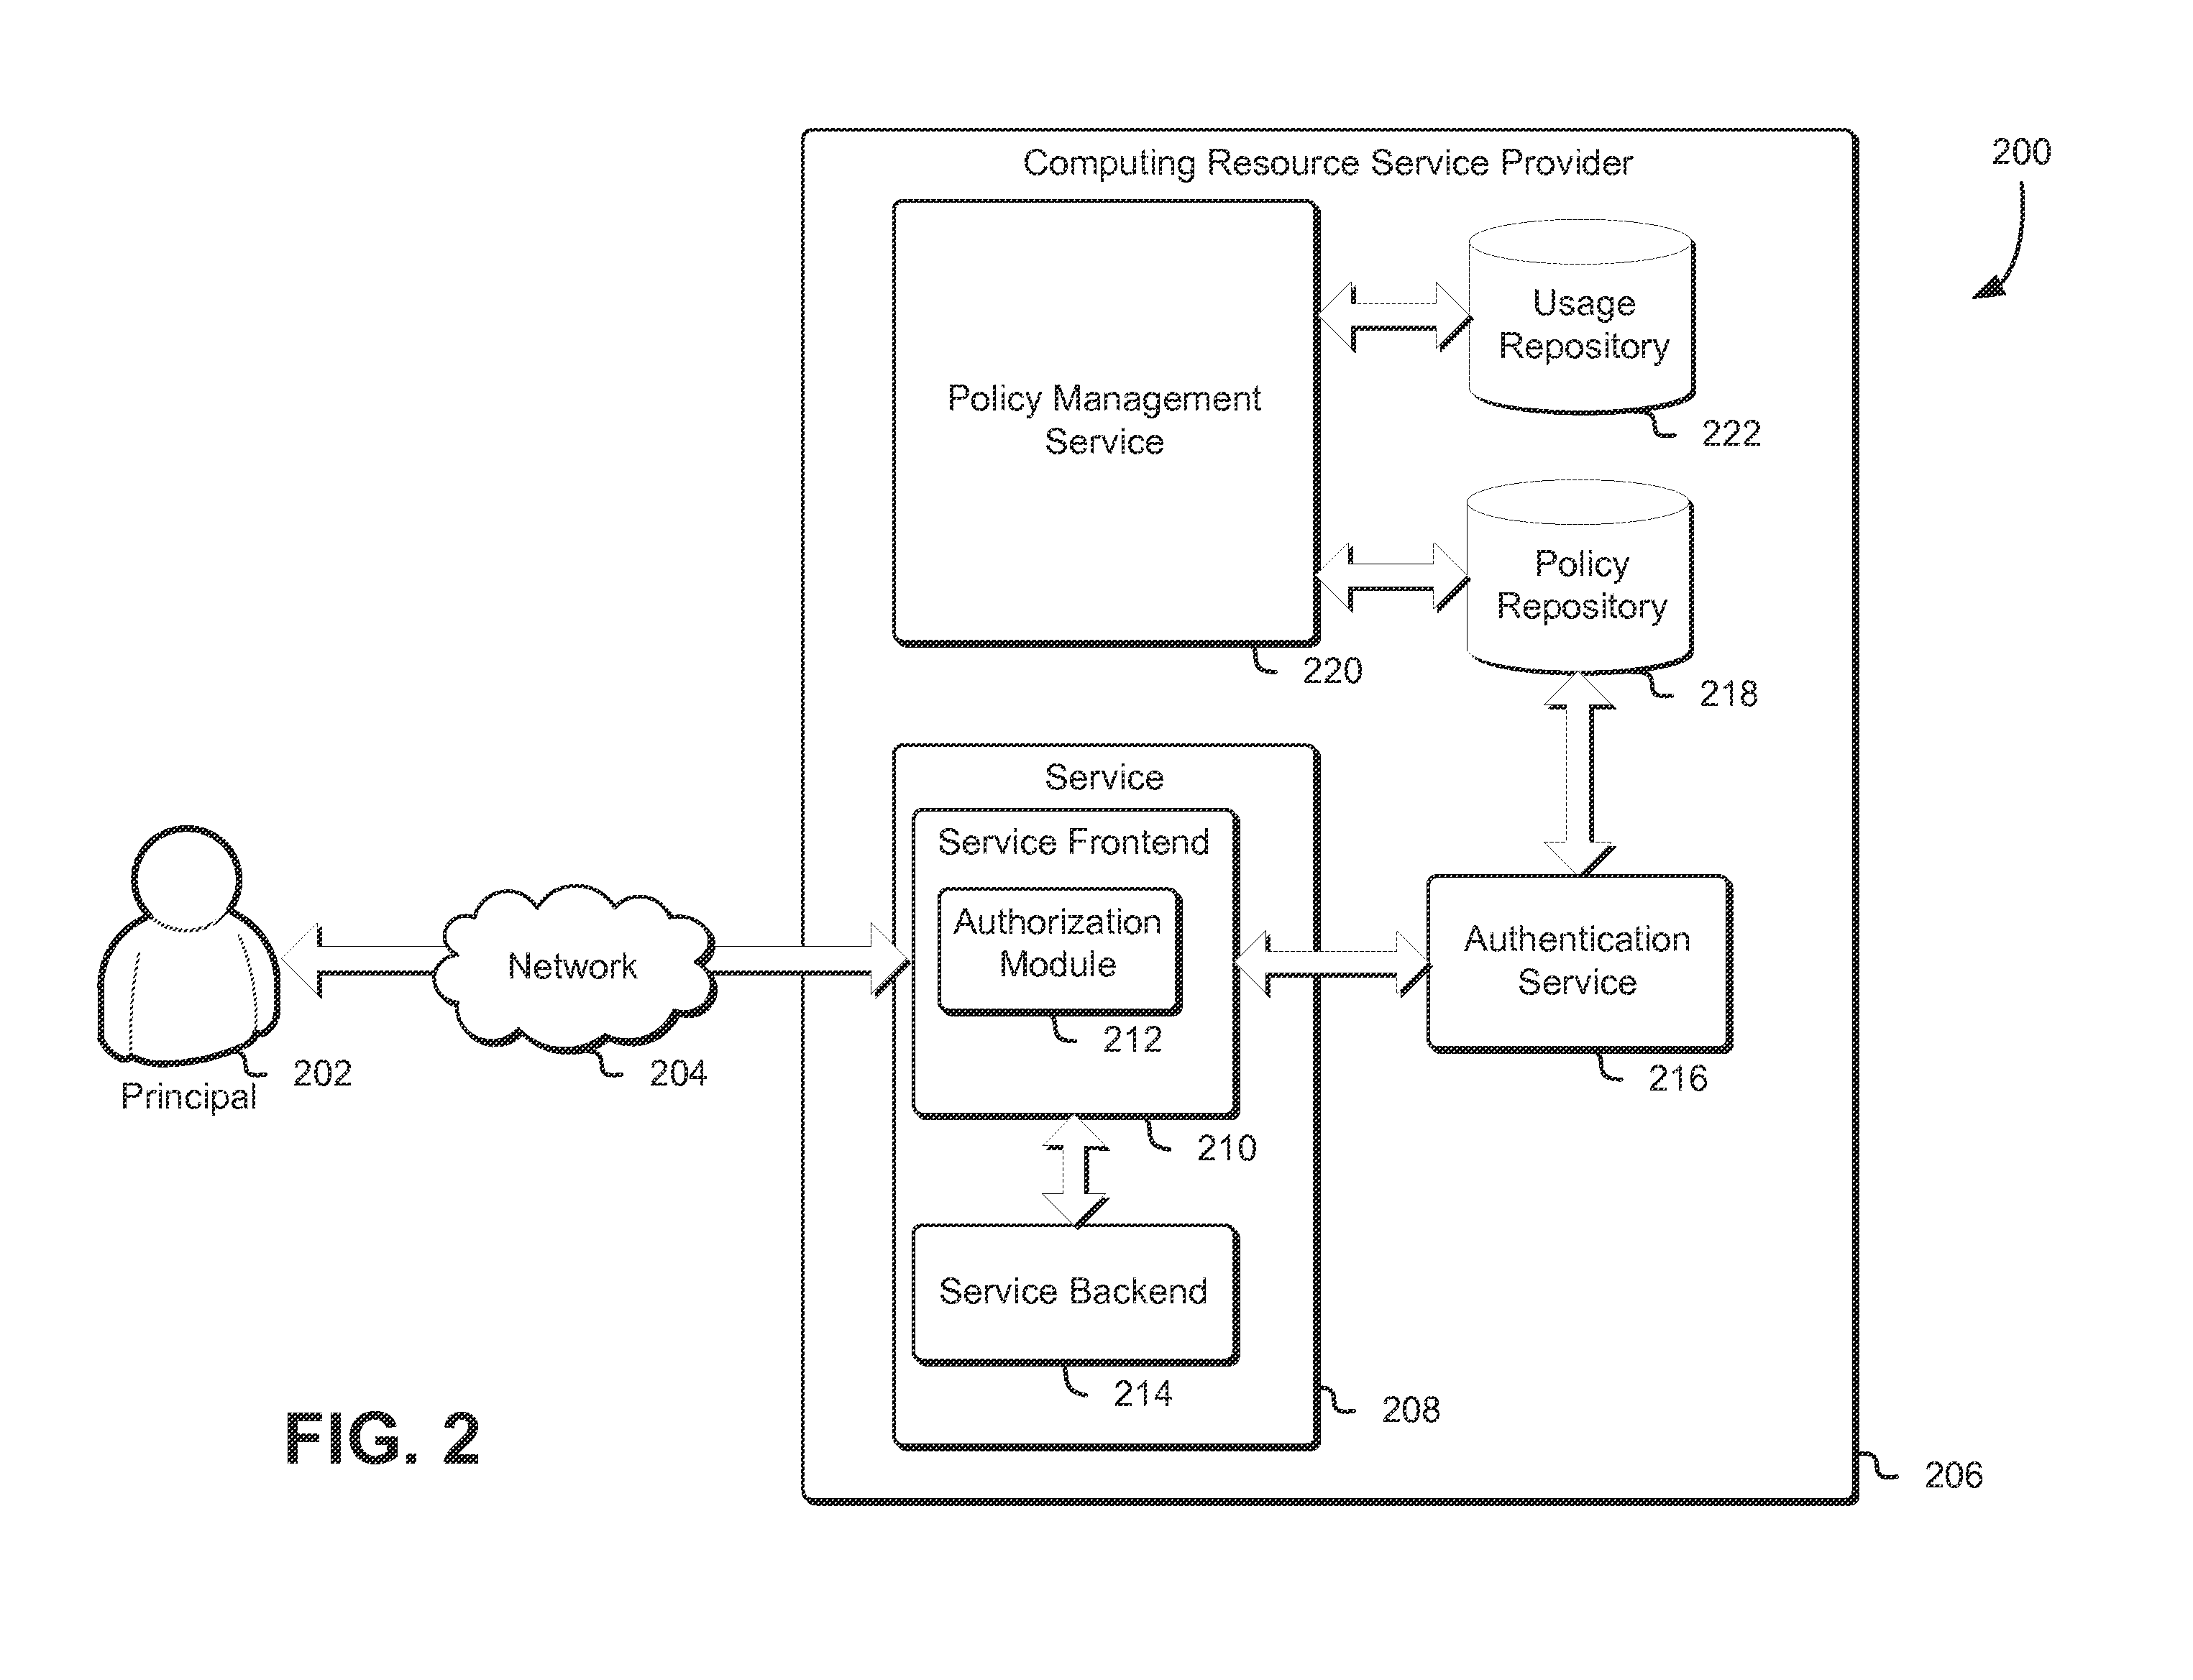 Computing Resource Service Provider
200
Policy Management
Service
Usage
Repository
222
Policy
Repository
220
218
Service
Service Frontend
Authorization
Module
212
Authentication
Service
216
Network
204
202
Principal
210
Service Backend
214
208
206
FIG. 2